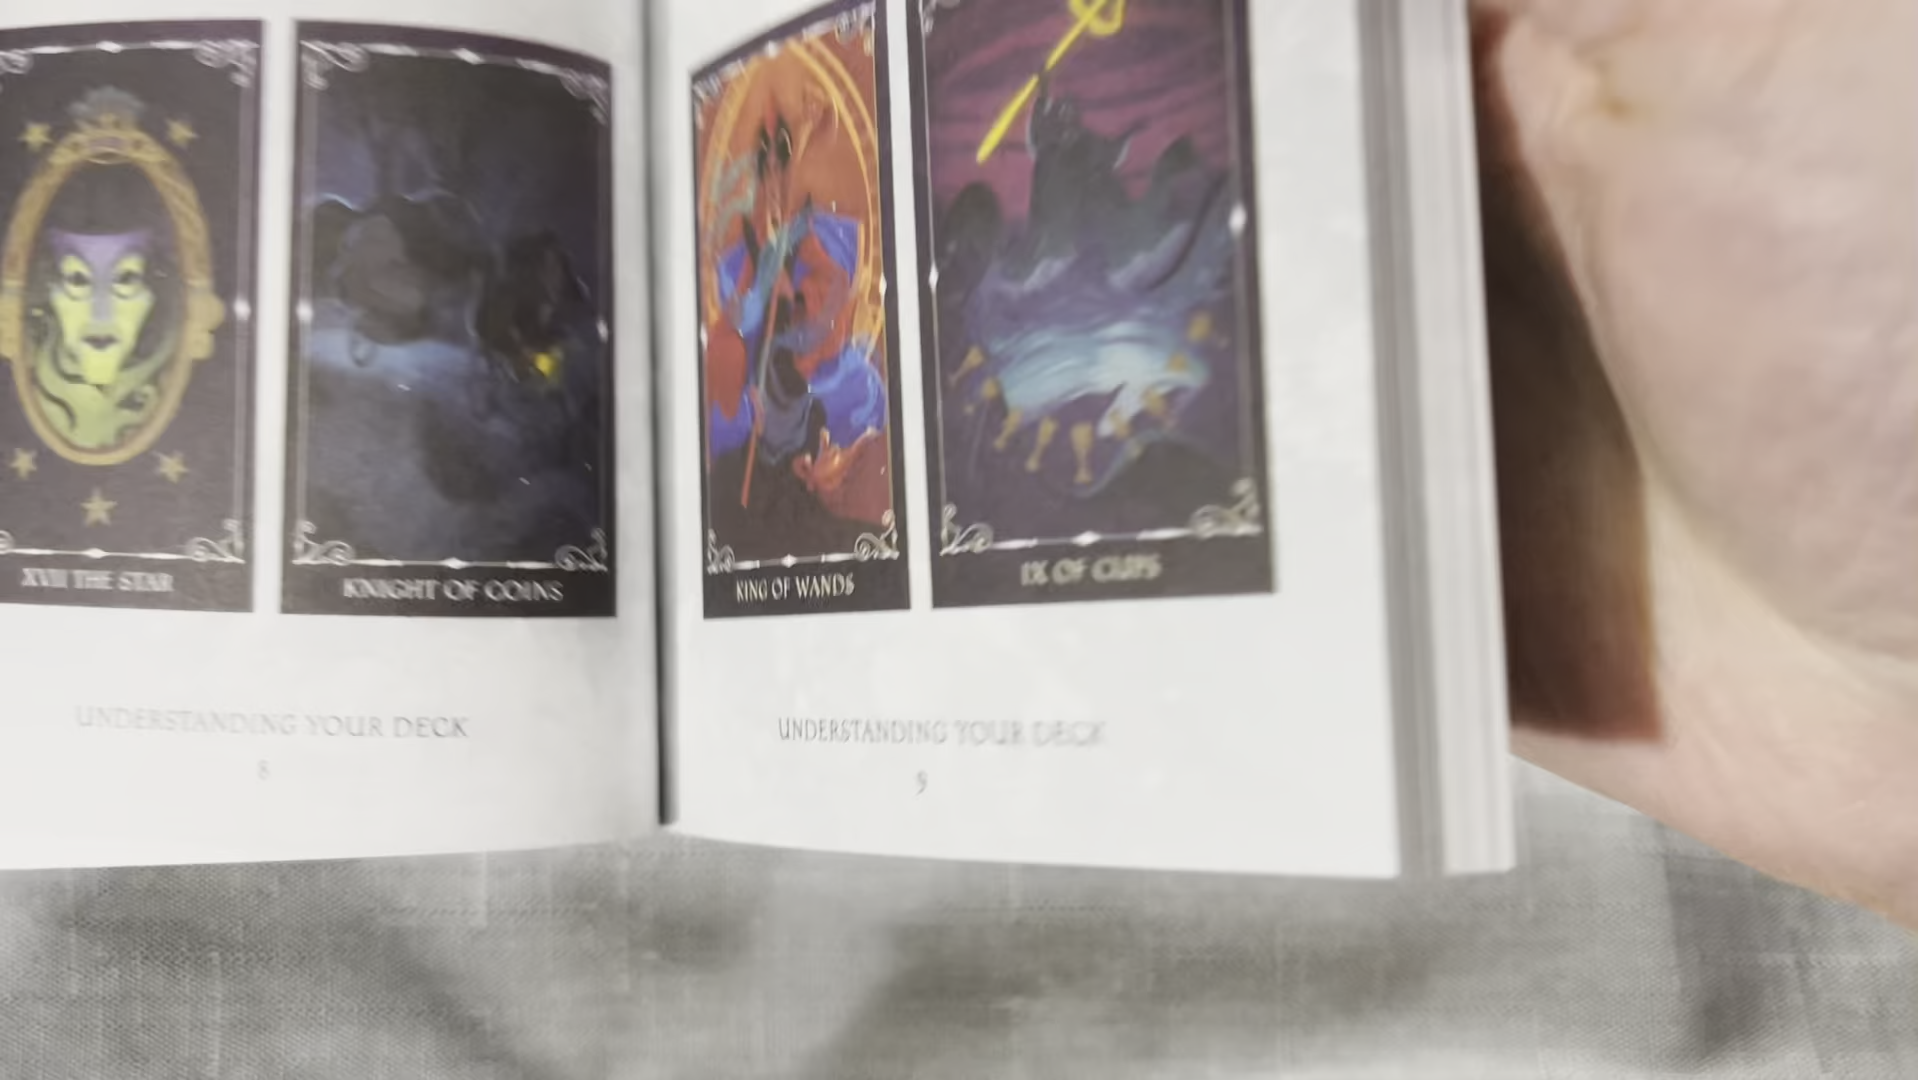 XVII THE STAR
KNIGHT OF COINS
UNDERSTANDING YOUR DECK
8
KING OF WANDS
IX OF CUPS
UNDERSTANDING YOUR DECK
9